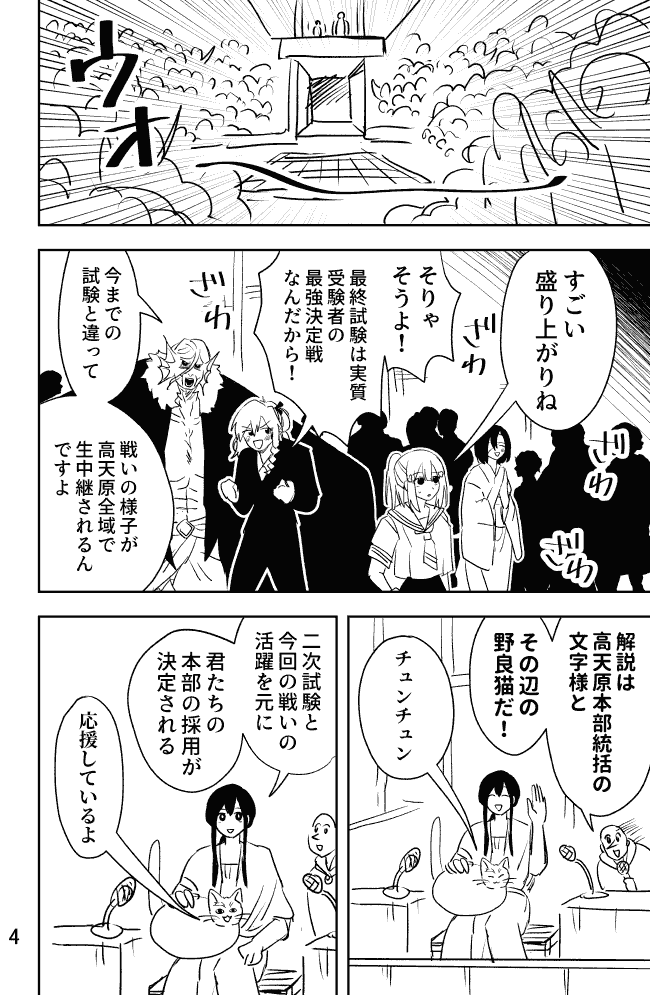 ウオ
すごい
盛り上がりね
ざわ
そりゃ
そうよ！
最終試験は実質
受験者の
最強決定戦
なんだから！
ざわ
今までの
試験と違って
戦いの様子が
高天原全域で
生中継されるん
ですよ
ざわ
ざわ
解説は
高天原本部統括の
文字様と
その辺の
野良猫だ！
チュンチュン
二次試験と
今回の戦いの
活躍を元に
君たちの
本部の採用が
決定される
応援しているよ
4